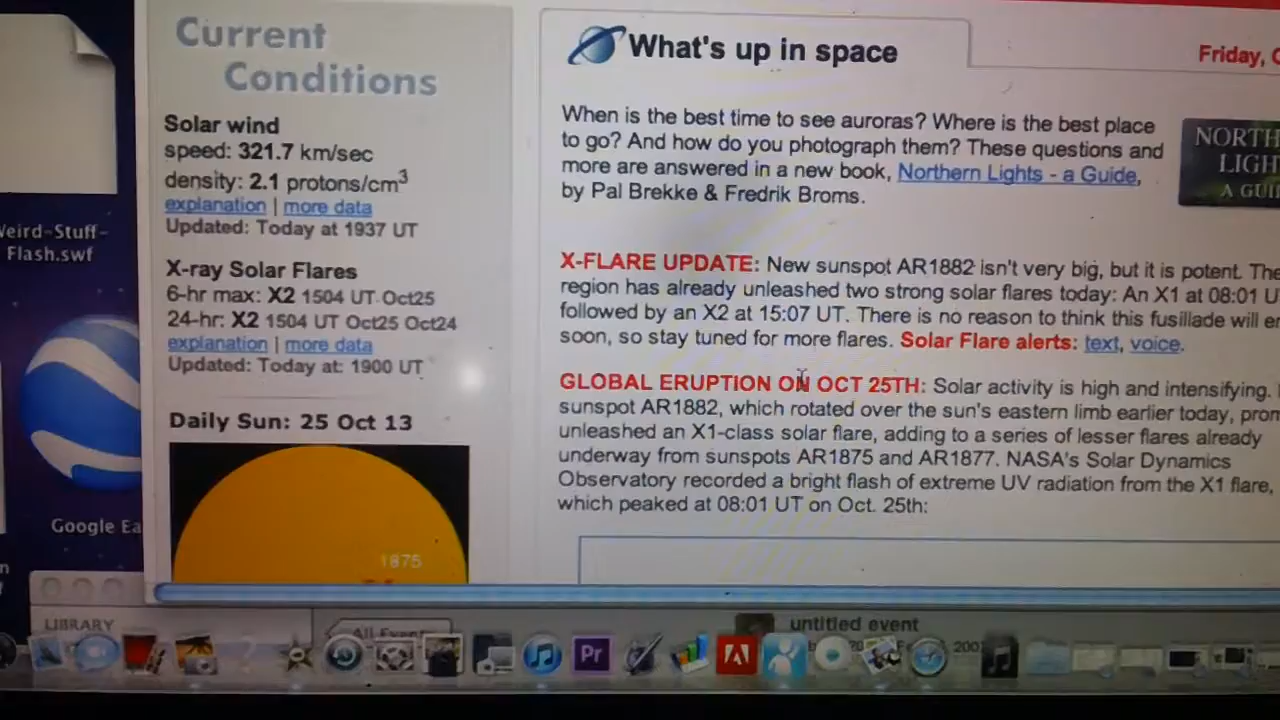 Current
Conditions
Solar wind
speed: 321.7 km/sec
density: 2.1 protons/cm3
explanation | more data
Updated: Today at 1937 UT
X-ray Solar Flares
6-hr max: X2 1504 UT Oct25
24-hr: X2 1504 UT Oct25 Oct24
explanation | more data
Updated: Today at: 1900 UT
Daily Sun: 25 Oct 13
1875
What's up in space
Friday,
When is the best time to see auroras? Where is the best place
to go? And how do you photograph them? These questions and
more are answered in a new book, Northern Lights - a Guide,
by Pal Brekke & Fredrik Broms.
NORTH
LIGH
A GUI
X-FLARE UPDATE: New sunspot AR1882 isn't very big, but it is potent. The
region has already unleashed two strong solar flares today: An X1 at 08:01 U
followed by an X2 at 15:07 UT. There is no reason to think this fusillade will en
soon, so stay tuned for more flares. Solar Flare alerts: text, voice.
GLOBAL ERUPTION ON OCT 25TH: Solar activity is high and intensifying.
sunspot AR1882, which rotated over the sun's eastern limb earlier today, prom
unleashed an X1-class solar flare, adding to a series of lesser flares already
underway from sunspots AR1875 and AR1877. NASA's Solar Dynamics
Observatory recorded a bright flash of extreme UV radiation from the X1 flare,
which peaked at 08:01 UT on Oct. 25th:
Weird-Stuff-
Flash.swf
Google Ea
LIBRARY
All Event
untitled event
Pr